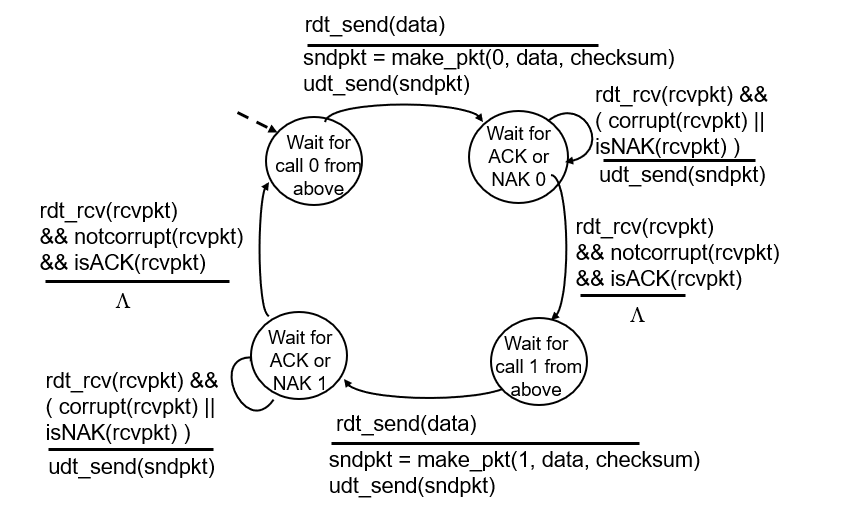 rdt_send(data)
sndpkt = make_pkt(0, data, checksum)
udt_send(sndpkt)
Wait for
call 0 from
above
Wait for
ACK or
NAK 0
rdt_rcv(rcvpkt) &&
( corrupt(rcvpkt) ||
isNAK(rcvpkt) )
udt_send(sndpkt)
rdt_rcv(rcvpkt)
&& notcorrupt(rcvpkt)
&& isACK(rcvpkt)
Λ
rdt_rcv(rcvpkt)
&& notcorrupt(rcvpkt)
&& isACK(rcvpkt)
Λ
Wait for
ACK or
NAK 1
Wait for
call 1 from
above
rdt_rcv(rcvpkt) &&
( corrupt(rcvpkt) ||
isNAK(rcvpkt) )
udt_send(sndpkt)
rdt_send(data)
sndpkt = make_pkt(1, data, checksum)
udt_send(sndpkt)